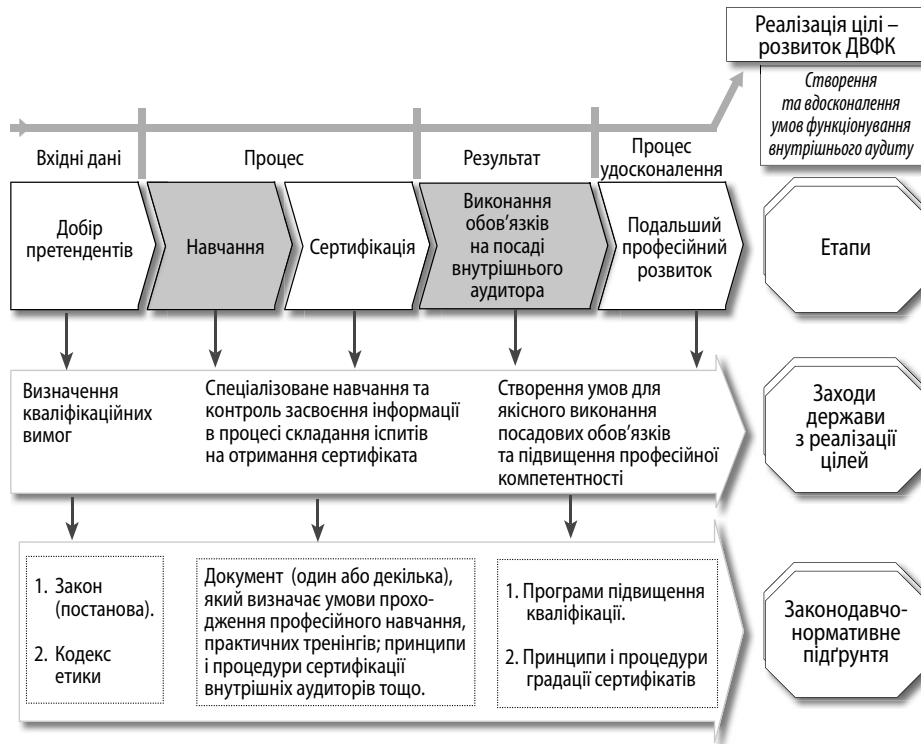 Реалізація цілі –
розвиток ДВФК
Створення
та вдосконалення
умов функціонування
внутрішнього аудиту
Вхідні дані
Процес
Результат
Процес
удосконалення
Добір
претендентів
Навчання
Сертифікація
Виконання
обов’язків
на посаді
внутрішнього
аудитора
Подальший
професійний
розвиток
Етапи
Визначення
кваліфікаційних
вимог
Спеціалізоване навчання та
контроль засвоєння інформації
в процесі складання іспитів
на отримання сертифіката
Створення умов для
якісного виконання
посадових обов’язків
та підвищення професійної
компетентності
Заходи
держави
з реалізації
цілей
1. Закон
(постанова).
2. Кодекс
етики
Документ (один або декілька),
який визначає умови прохо-
дження професійного навчання,
практичних тренінгів; принципи
і процедури сертифікації
внутрішніх аудиторів тощо.
1. Програми підвищення
кваліфікації.
2. Принципи і процедури
градації сертифікатів
Законодавчо-
нормативне
підґрунтя